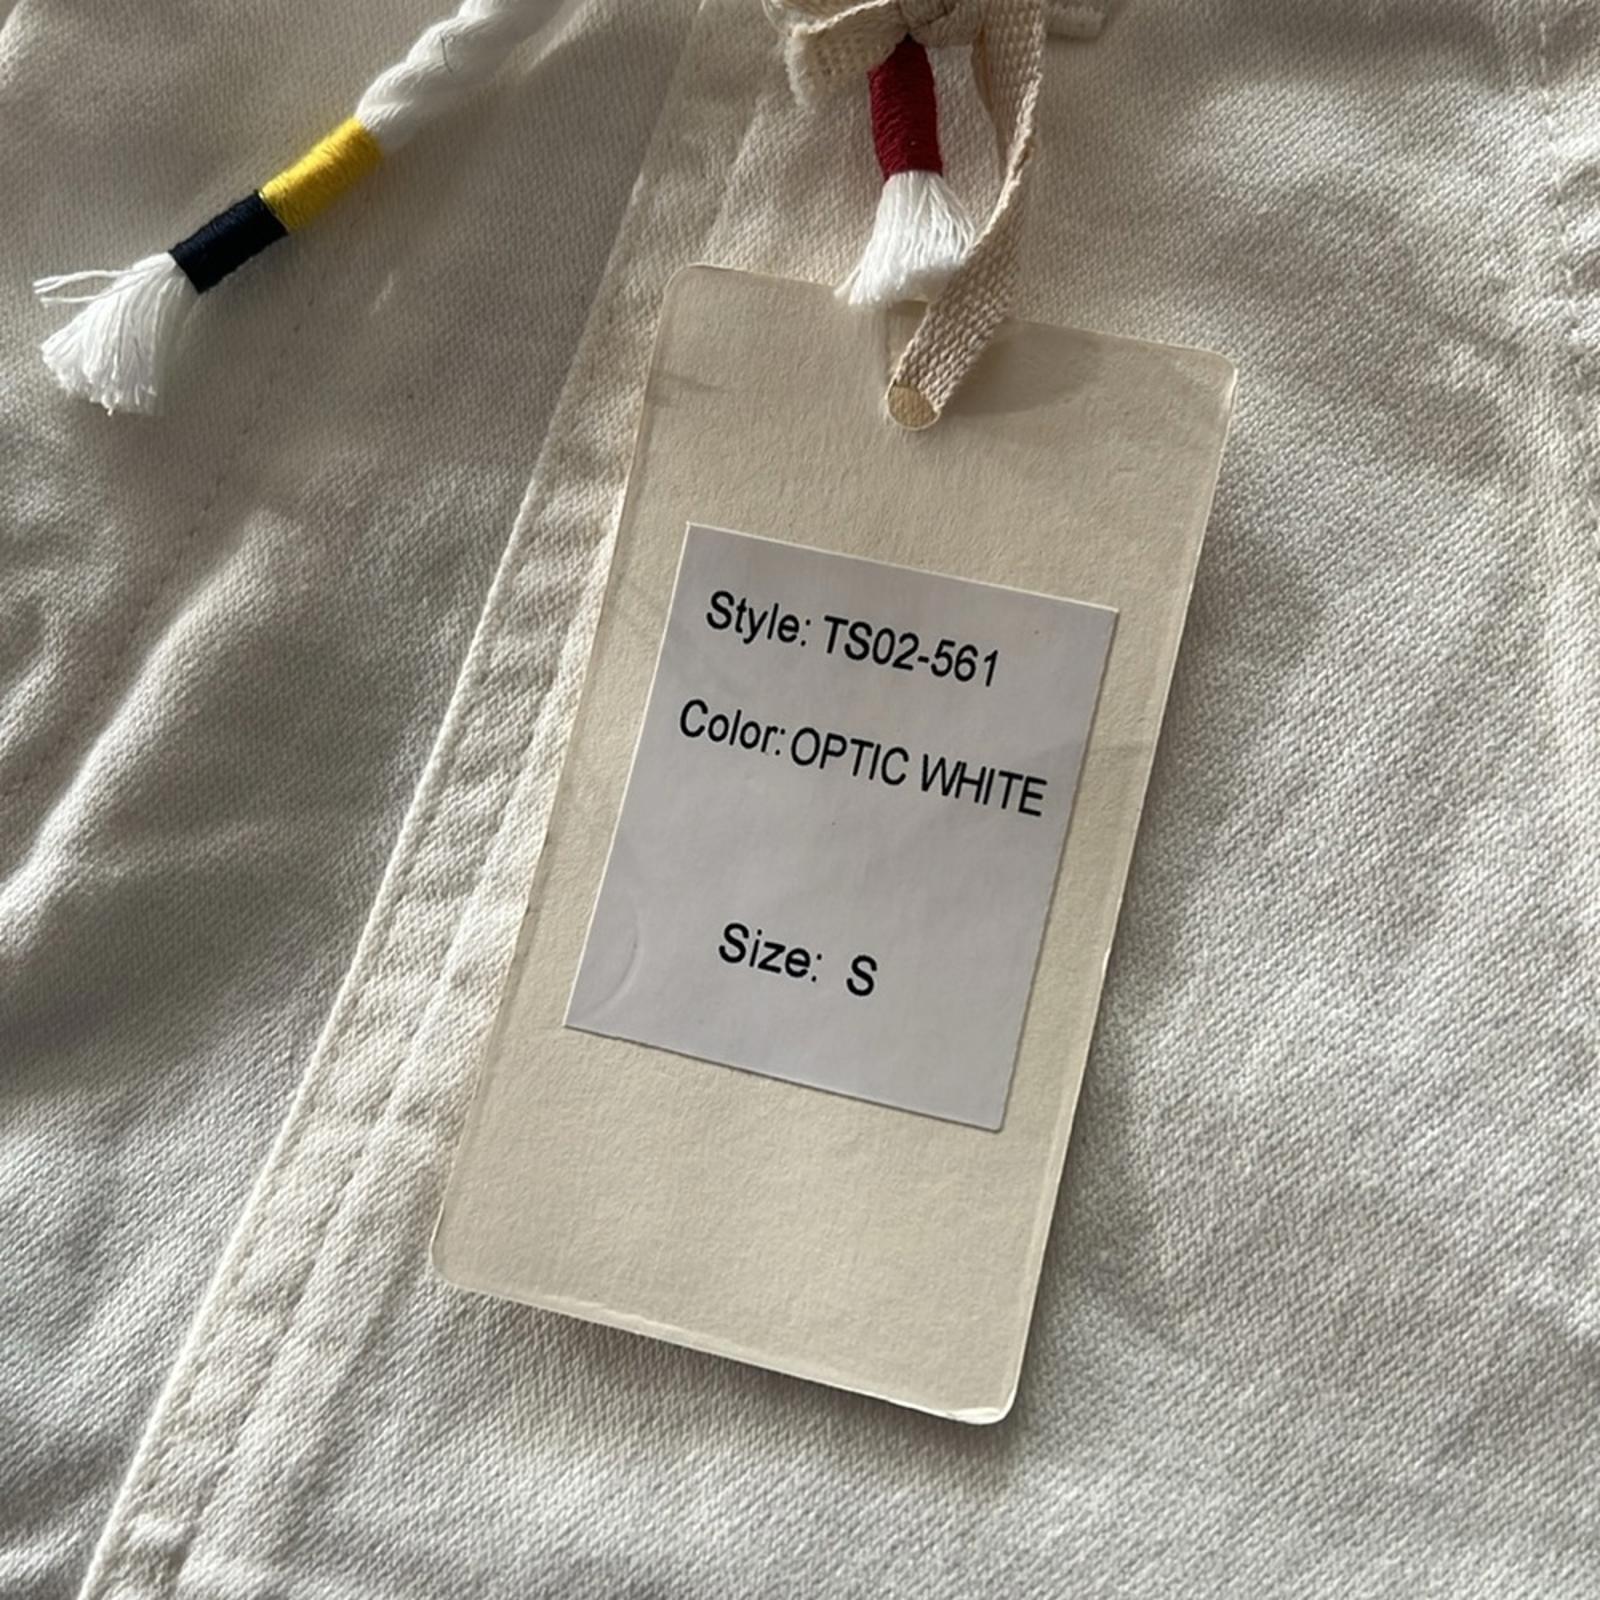 Style: TS02-561
Color: OPTIC WHITE
Size: S